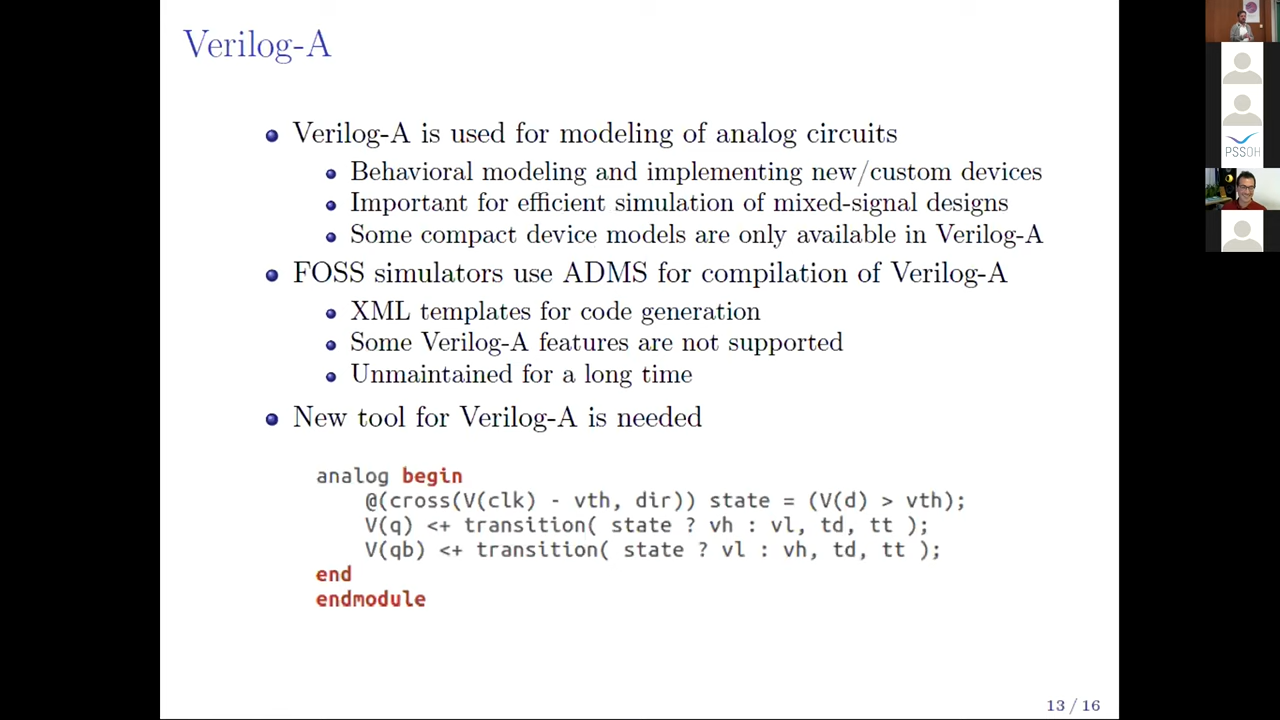 Verilog-A
Verilog-A is used for modeling of analog circuits
Behavioral modeling and implementing new/custom devices
Important for efficient simulation of mixed-signal designs
Some compact device models are only available in Verilog-A
FOSS simulators use ADMS for compilation of Verilog-A
XML templates for code generation
Some Verilog-A features are not supported
Unmaintained for a long time
New tool for Verilog-A is needed
analog begin
@(cross(V(clk) - vth, dir)) state = (V(d) > vth);
V(q) <+ transition( state ? vh : vl, td, tt );
V(qb) <+ transition( state ? vl : vh, td, tt );
end
endmodule
13 / 16
PSSOH